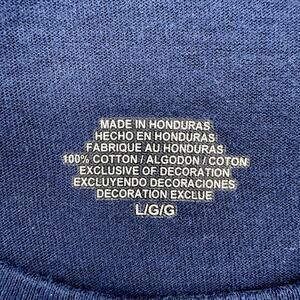 MADE IN HONDURAS
HECHO EN HONDURAS
FABRIQUE AU HONDURAS
100% COTTON / ALGODON / COTON
EXCLUSIVE OF DECORATION
EXCLUYENDO DECORACIONES
DECORATION EXCLUE
L/G/G